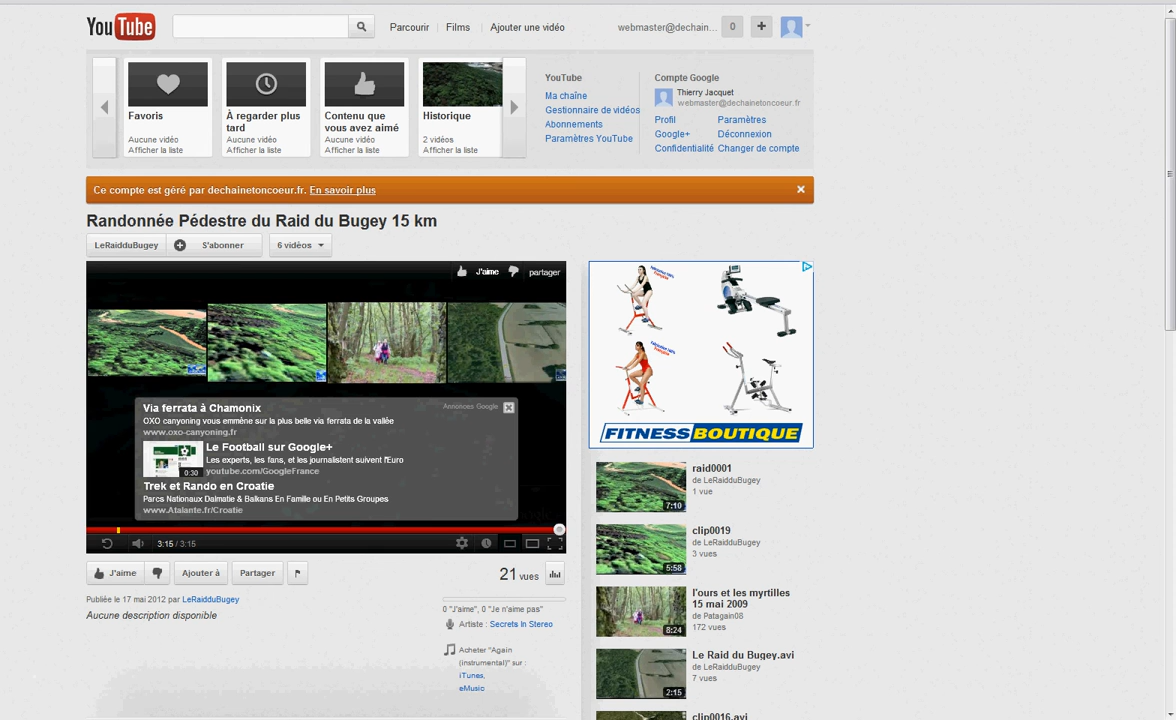 YouTube
Parcourir
Films
Ajouter une vidéo
webmaster@dechain...
0
Favoris
Aucune vidéo
Afficher la liste
À regarder plus
tard
Aucune vidéo
Afficher la liste
Contenu que
vous avez aimé
Aucune vidéo
Afficher la liste
Historique
2 vidéos
Afficher la liste
YouTube
Ma chaîne
Gestionnaire de vidéos
Abonnements
Paramètres YouTube
Compte Google
Thierry Jacquet
webmaster@dechainetoncoeur.fr
Profil
Paramètres
Google+
Déconnexion
Confidentialité
Changer de compte
Ce compte est géré par dechainetoncoeur.fr. En savoir plus
Randonnée Pédestre du Raid du Bugey 15 km
LeRaidduBugey
S'abonner
6 vidéos
J'aime
partager
Via ferrata à Chamonix
Annonces Google
OXO canyoning vous emmène sur la plus belle via ferrata de la vallée
www.oxo-canyoning.fr
0:30
Le Football sur Google+
Les experts, les fans, et les journalistent suivent l'Euro
youtube.com/GoogleFrance
Trek et Rando en Croatie
Parcs Nationaux Dalmatie & Balkans En Famille ou En Petits Groupes
www.Atalante.fr/Croatie
3:15 / 3:15
J'aime
Ajouter à
Partager
21 vues
Publiée le 17 mai 2012 par LeRaidduBugey
Aucune description disponible
0 "J'aime", 0 "Je n'aime pas"
Artiste : Secrets In Stereo
Acheter "Again
(instrumental)" sur :
iTunes,
eMusic
FITNESSBOUTIQUE
7:10
raid0001
de LeRaidduBugey
1 vue
5:58
clip0019
de LeRaidduBugey
3 vues
8:24
l'ours et les myrtilles
15 mai 2009
de Patagain08
172 vues
2:15
Le Raid du Bugey.avi
de LeRaidduBugey
7 vues
clip0016.avi